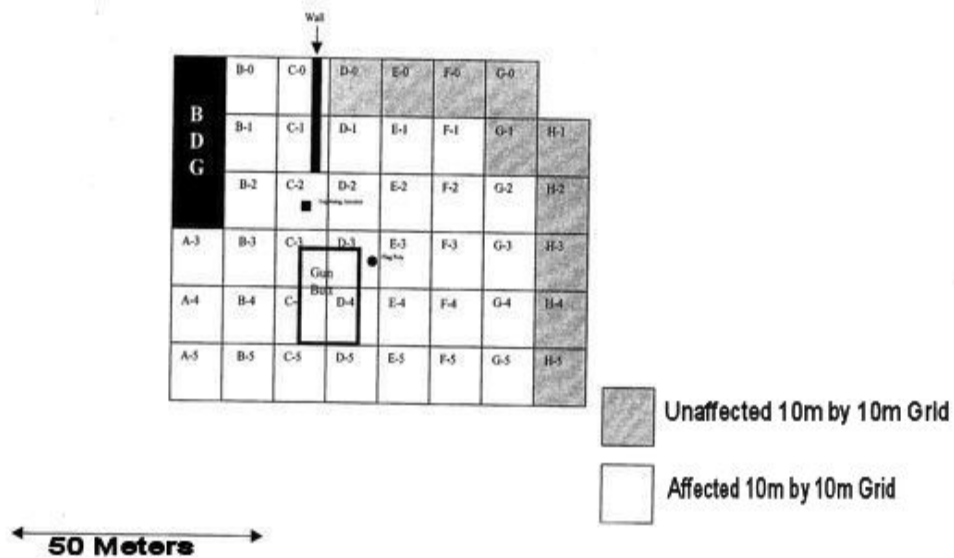 Wall
B-0 C-0 D-0 E-0 F-0 G-0
B
D
G
B-1 C-1 D-1 E-1 F-1 G-1 H-1
B-2 C-2 D-2 E-2 F-2 G-2 H-2
A-3 B-3 C-3 D-3 E-3 F-3 G-3 H-3
Flag Pole
Gun
A-4 B-4 C- D-4 E-4 F-4 G-4 H-4
A-5 B-5 C-5 D-5 E-5 F-5 G-5 H-5
Unaffected 10m by 10m Grid
Affected 10m by 10m Grid
50 Meters